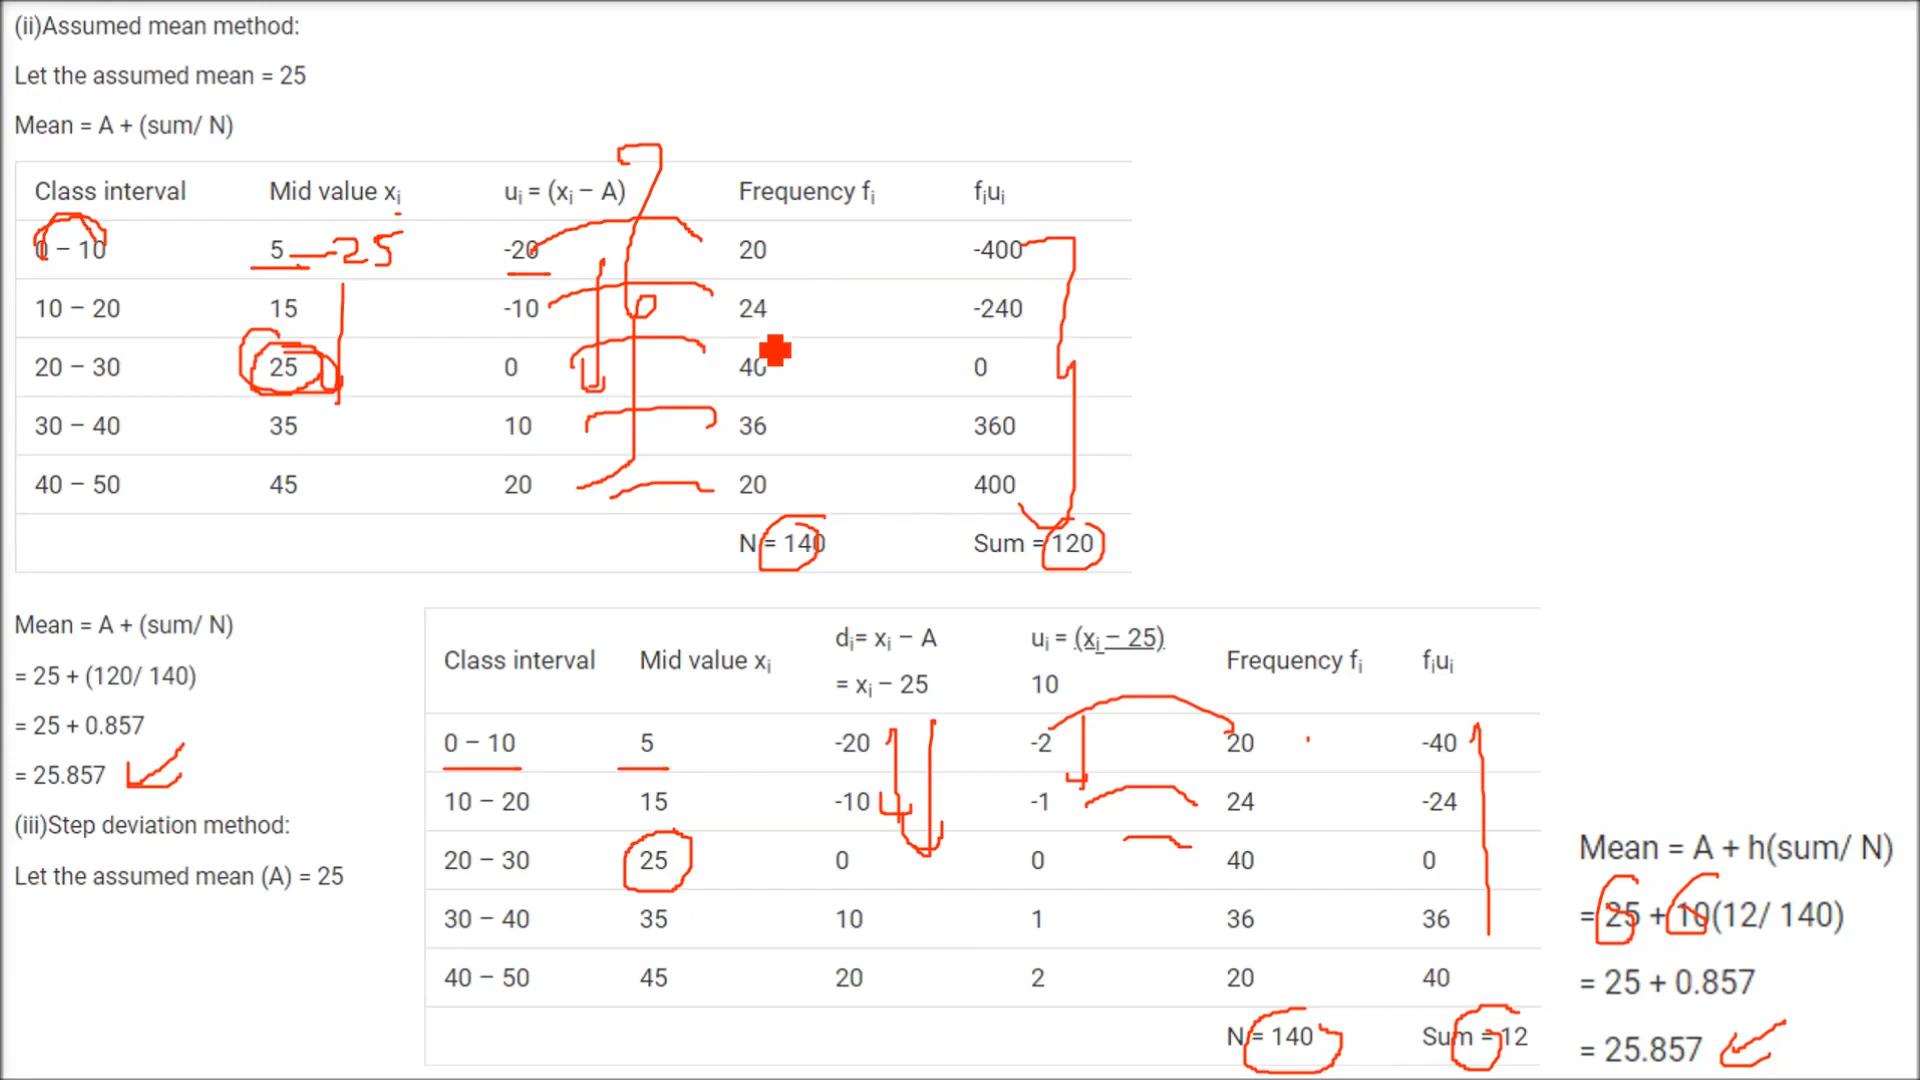 (ii)Assumed mean method:
Let the assumed mean = 25
Mean = A + (sum/ N)
Class interval Mid value xi ui = (xi − A) Frequency fi fiui
0 − 10 5 -25 -20 20 -400
10 − 20 15 -10 24 -240
20 − 30 25 0 40 0
30 − 40 35 10 36 360
40 − 50 45 20 20 400
N = 140 Sum = 120
Mean = A + (sum/ N)
= 25 + (120/ 140)
= 25 + 0.857
= 25.857
(iii)Step deviation method:
Let the assumed mean (A) = 25
Class interval Mid value xi di= xi − A ui = (xi − 25) Frequency fi fiui
= xi − 25 10
0 − 10 5 -20 -2 20 -40
10 − 20 15 -10 -1 24 -24
20 − 30 25 0 0 40 0
30 − 40 35 10 1 36 36
40 − 50 45 20 2 20 40
N = 140 Sum = 12
Mean = A + h(sum/ N)
= 25 + 10(12/ 140)
= 25 + 0.857
= 25.857